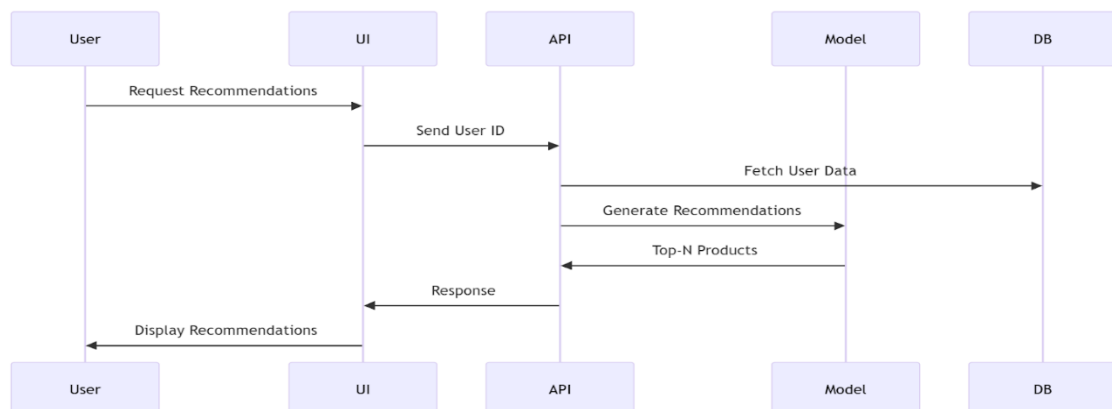 User UI API Model DB
Request Recommendations
Send User ID
Fetch User Data
Generate Recommendations
Top-N Products
Response
Display Recommendations
User UI API Model DB